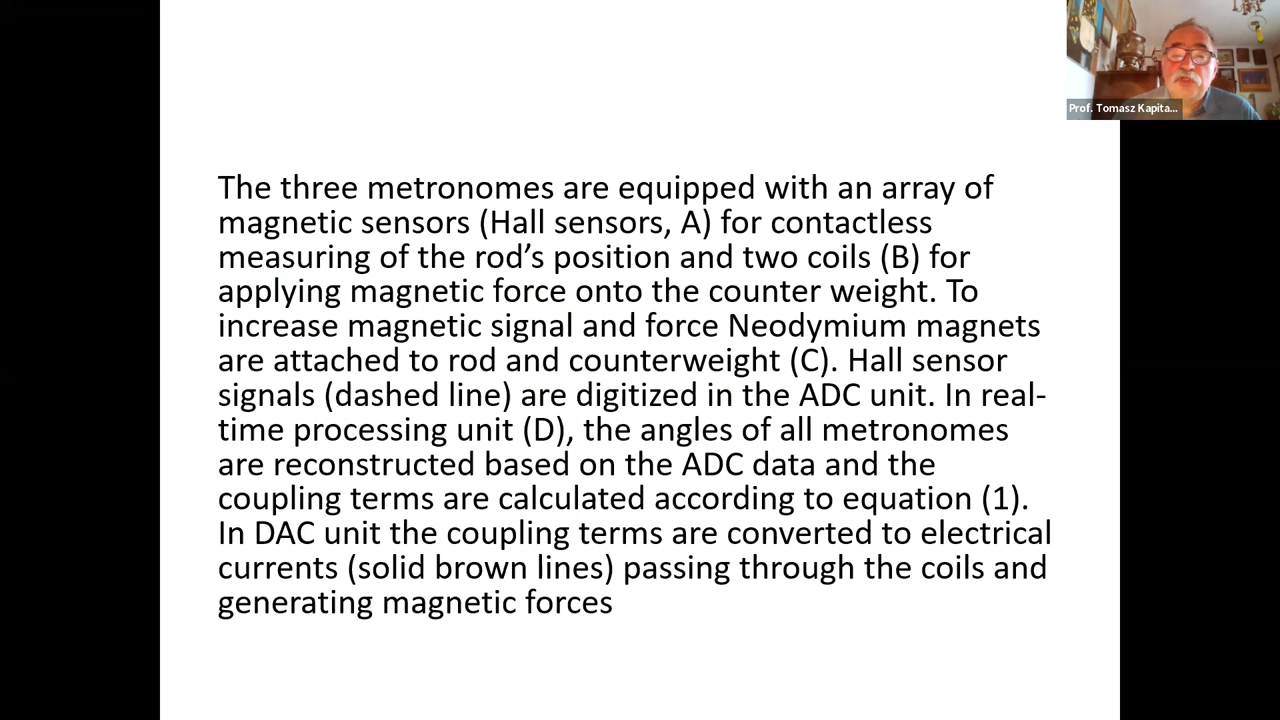 Prof. Tomasz Kapita...
The three metronomes are equipped with an array of
magnetic sensors (Hall sensors, A) for contactless
measuring of the rod’s position and two coils (B) for
applying magnetic force onto the counter weight. To
increase magnetic signal and force Neodymium magnets
are attached to rod and counterweight (C). Hall sensor
signals (dashed line) are digitized in the ADC unit. In real-
time processing unit (D), the angles of all metronomes
are reconstructed based on the ADC data and the
coupling terms are calculated according to equation (1).
In DAC unit the coupling terms are converted to electrical
currents (solid brown lines) passing through the coils and
generating magnetic forces